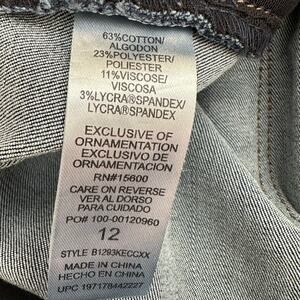 63%COTTON/
ALGODON
23%POLYESTER/
POLIESTER
11%VISCOSE/
VISCOSA
3%LYCRA®SPANDEX/
LYCRA®SPANDEX
EXCLUSIVE OF
ORNAMENTATION
EXCLUSIVO DE
ORNAMENTACION
RN#15600
CARE ON REVERSE
VER AL DORSO
PARA CUIDADO
PO# 100-00120960
12
STYLE B1293KECCXX
MADE IN CHINA
HECHO EN CHINA
UPC 197178442227